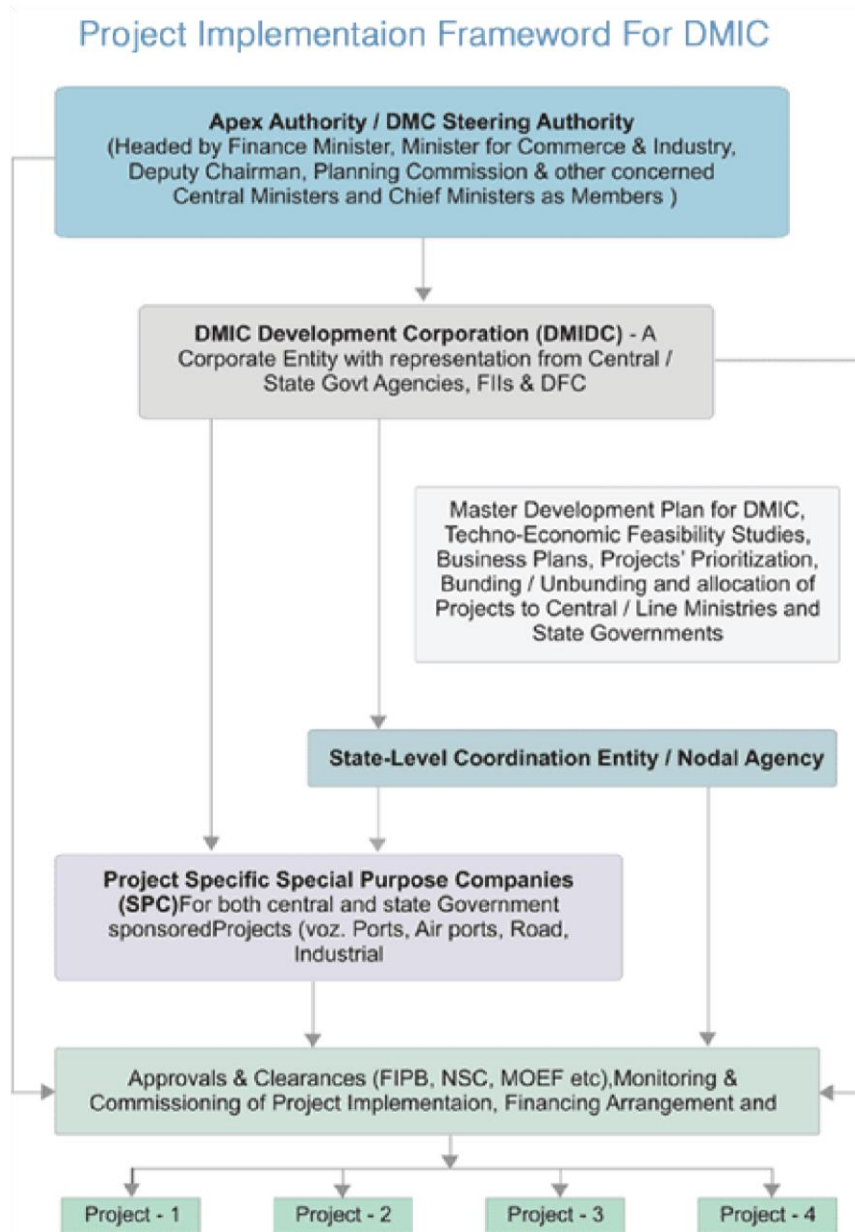 Project Implementaion Frameword For DMIC
Apex Authority / DMC Steering Authority
(Headed by Finance Minister, Minister for Commerce & Industry,
Deputy Chairman, Planning Commission & other concerned
Central Ministers and Chief Ministers as Members )
DMIC Development Corporation (DMIDC) - A
Corporate Entity with representation from Central /
State Govt Agencies, FIIs & DFC
Master Development Plan for DMIC,
Techno-Economic Feasibility Studies,
Business Plans, Projects' Prioritization,
Bunding / Unbunding and allocation of
Projects to Central / Line Ministries and
State Governments
State-Level Coordination Entity / Nodal Agency
Project Specific Special Purpose Companies
(SPC)For both central and state Government
sponsoredProjects (voz. Ports, Air ports, Road,
Industrial
Approvals & Clearances (FIPB, NSC, MOEF etc),Monitoring &
Commissioning of Project Implementaion, Financing Arrangement and
Project - 1
Project - 2
Project - 3
Project - 4